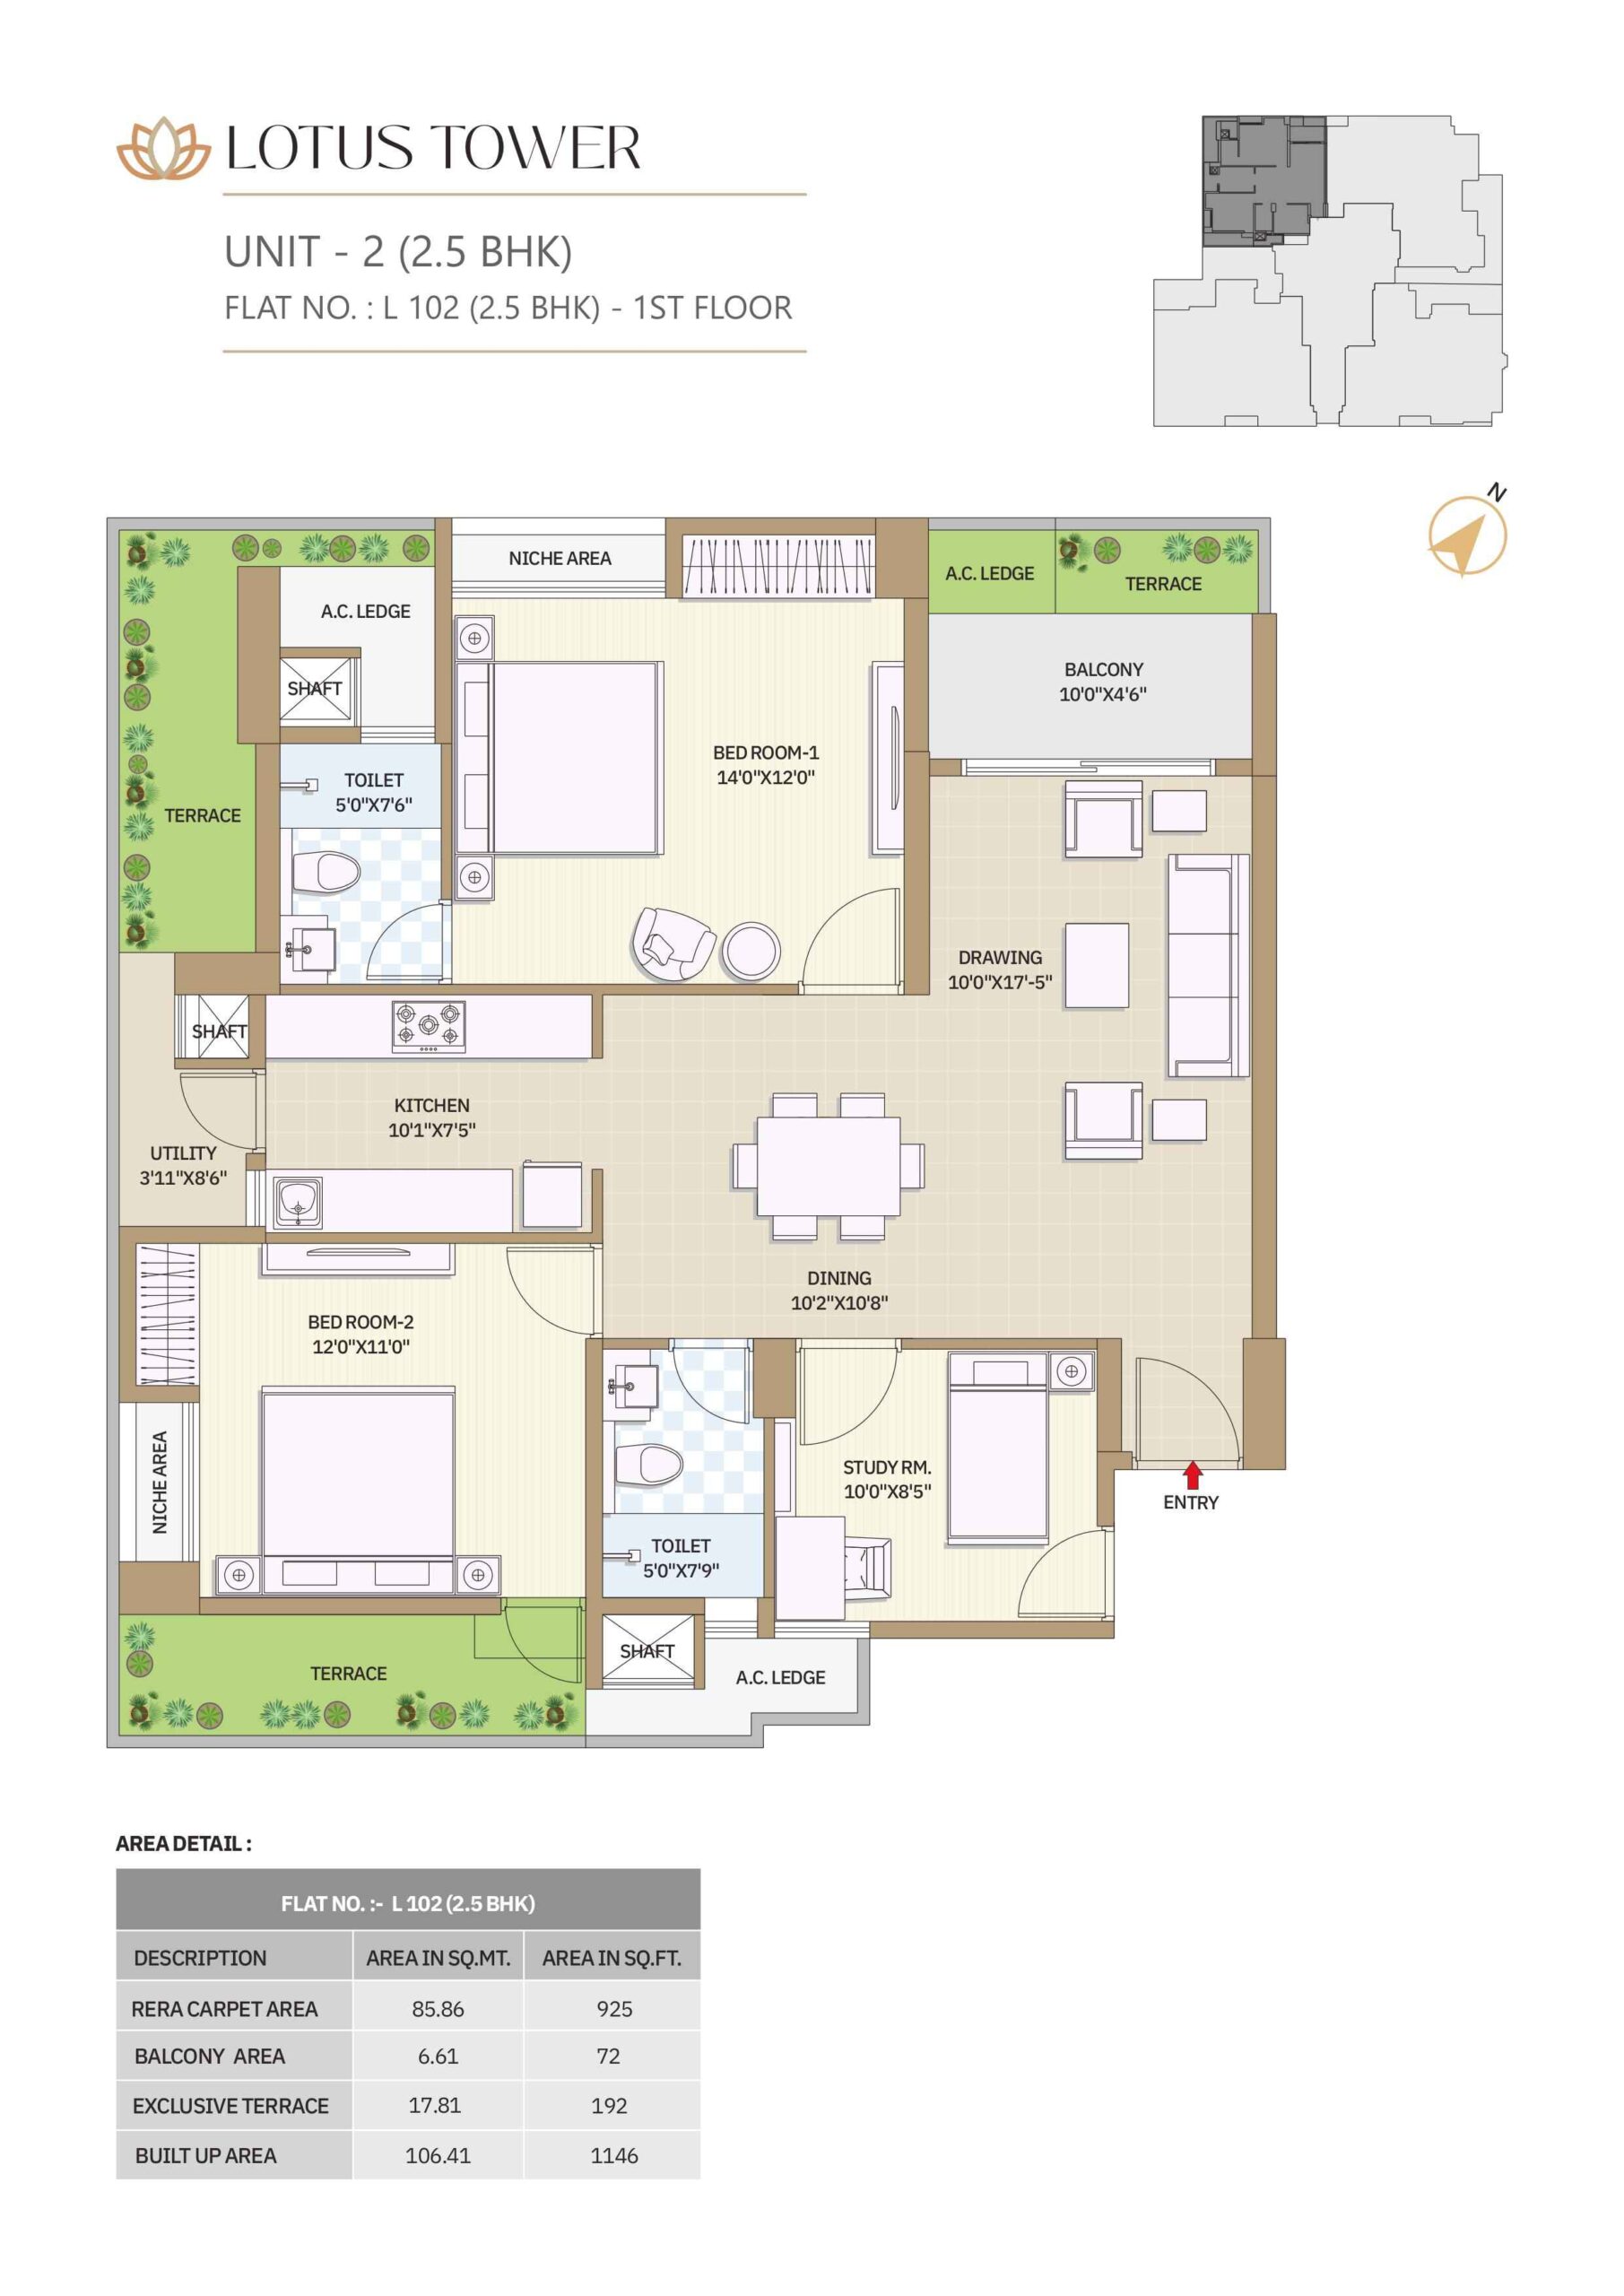 LOTUS TOWER
UNIT - 2 (2.5 BHK)
FLAT NO. : L 102 (2.5 BHK) - 1ST FLOOR
N
NICHE AREA
A.C. LEDGE
TERRACE
A.C. LEDGE
SHAFT
BALCONY
10'0"X4'6"
BED ROOM-1
14'0"X12'0"
TOILET
5'0"X7'6"
TERRACE
DRAWING
10'0"X17'-5"
SHAFT
KITCHEN
10'1"X7'5"
UTILITY
3'11"X8'6"
DINING
10'2"X10'8"
BED ROOM-2
12'0"X11'0"
NICHE AREA
STUDY RM.
10'0"X8'5"
ENTRY
TOILET
5'0"X7'9"
SHAFT
TERRACE
A.C. LEDGE
AREA DETAIL :
FLAT NO. :- L 102 (2.5 BHK)
DESCRIPTION AREA IN SQ.MT. AREA IN SQ.FT.
RERA CARPET AREA 85.86 925
BALCONY AREA 6.61 72
EXCLUSIVE TERRACE 17.81 192
BUILT UP AREA 106.41 1146